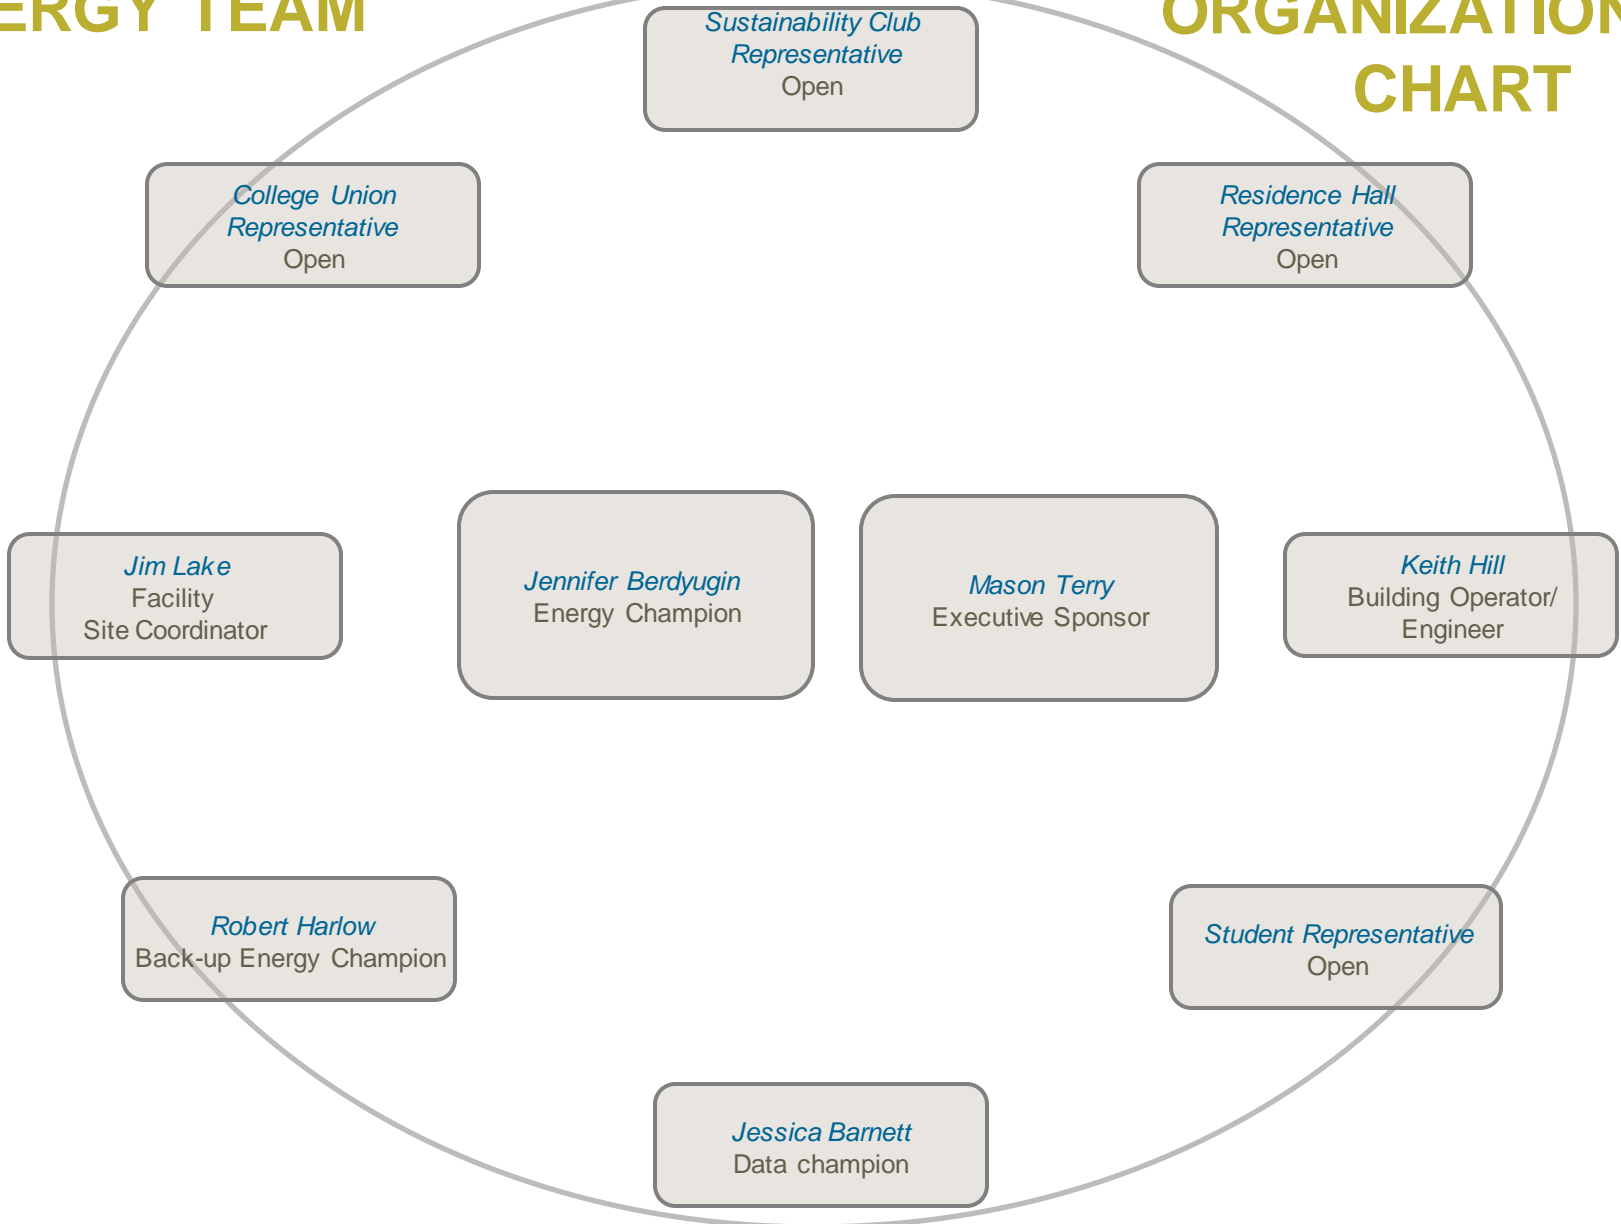 ERGY TEAM
ORGANIZATION
CHART
Sustainability Club
Representative
Open
College Union
Representative
Open
Residence Hall
Representative
Open
Jim Lake
Facility
Site Coordinator
Jennifer Berdyugin
Energy Champion
Mason Terry
Executive Sponsor
Keith Hill
Building Operator/
Engineer
Robert Harlow
Back-up Energy Champion
Student Representative
Open
Jessica Barnett
Data champion